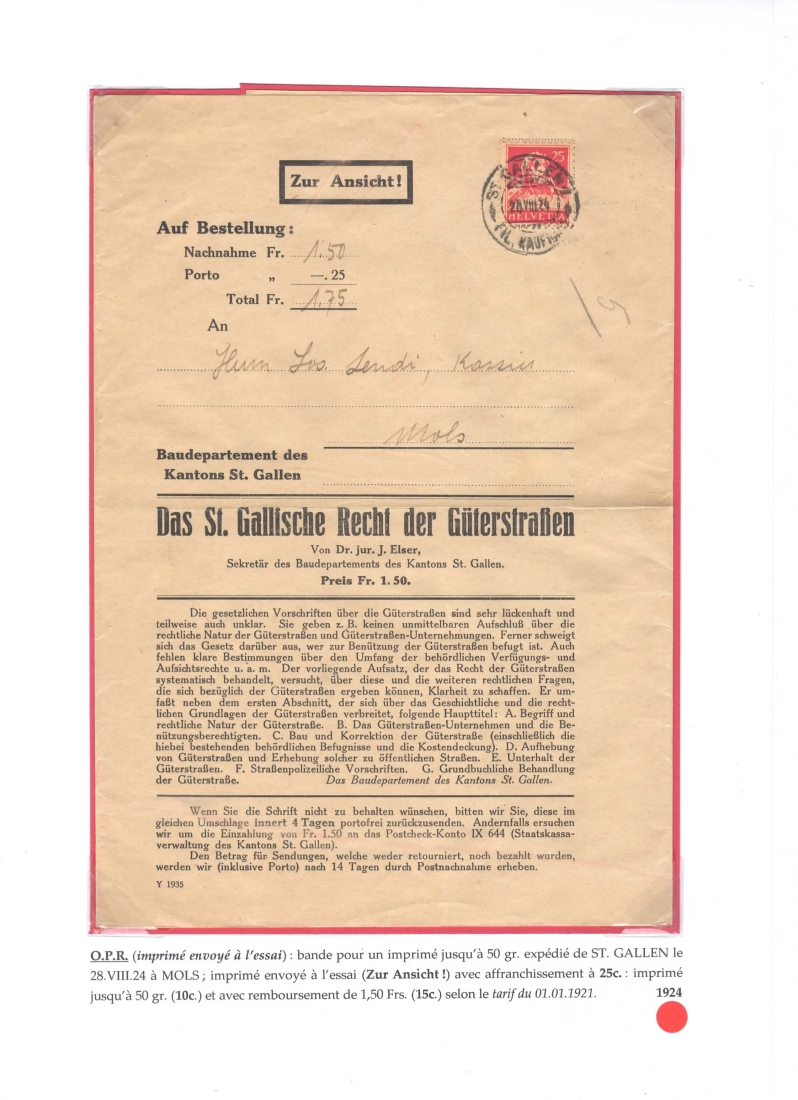 Zur Ansicht!
25
HELVETIA
ST. GALLEN 1
28.VIII.24
FIL. KAUFH
Auf Bestellung:
Nachnahme Fr. 1.50
Porto „ —.25
Total Fr. 1.75
An
Herrn Jos. Lendi, Kassier
Mols
Baudepartement des
Kantons St. Gallen
Das St. Gallische Recht der Güterstraßen
Von Dr. jur. J. Elser,
Sekretär des Baudepartements des Kantons St. Gallen.
Preis Fr. 1.50.
Die gesetzlichen Vorschriften über die Güterstraßen sind sehr lückenhaft und
teilweise auch unklar. Sie geben z. B. keinen unmittelbaren Aufschluß über die
rechtliche Natur der Güterstraßen und Güterstraßen-Unternehmungen. Ferner schweigt
sich das Gesetz darüber aus, wer zur Benützung der Güterstraßen befugt ist. Auch
fehlen klare Bestimmungen über den Umfang der behördlichen Verfügungs- und
Aufsichtsrechte u. a. m. Der vorliegende Aufsatz, der das Recht der Güterstraßen
systematisch behandelt, versucht, über diese und die weiteren rechtlichen Fragen,
die sich bezüglich der Güterstraßen ergeben können, Klarheit zu schaffen. Er um-
faßt neben dem ersten Abschnitt, der sich über das Geschichtliche und die recht-
lichen Grundlagen der Güterstraßen verbreitet, folgende Haupttitel: A. Begriff und
rechtliche Natur der Güterstraße. B. Das Güterstraßen-Unternehmen und die Be-
nützungsberechtigten. C. Bau und Korrektion der Güterstraße (einschließlich die
hiebei bestehenden behördlichen Befugnisse und die Kostendeckung). D. Aufhebung
von Güterstraßen und Erhebung solcher zu öffentlichen Straßen. E. Unterhalt der
Güterstraßen. F. Straßenpolizeiliche Vorschriften. G. Grundbuchliche Behandlung
der Güterstraße. Das Baudepartement des Kantons St. Gallen.
Wenn Sie die Schrift nicht zu behalten wünschen, bitten wir Sie, diese im
gleichen Umschlage innert 4 Tagen portofrei zurückzusenden. Andernfalls ersuchen
wir um die Einzahlung von Fr. 1.50 an das Postcheck-Konto IX 644 (Staatskassa-
verwaltung des Kantons St. Gallen).
Den Betrag für Sendungen, welche weder retourniert, noch bezahlt wurden,
werden wir (inklusive Porto) nach 14 Tagen durch Postnachnahme erheben.
Y 1935
O.P.R. (imprimé envoyé à l'essai) : bande pour un imprimé jusqu'à 50 gr. expédié de ST. GALLEN le
28.VIII.24 à MOLS ; imprimé envoyé à l'essai (Zur Ansicht !) avec affranchissement à 25c. : imprimé
jusqu'à 50 gr. (10c.) et avec remboursement de 1,50 Frs. (15c.) selon le tarif du 01.01.1921. 1924